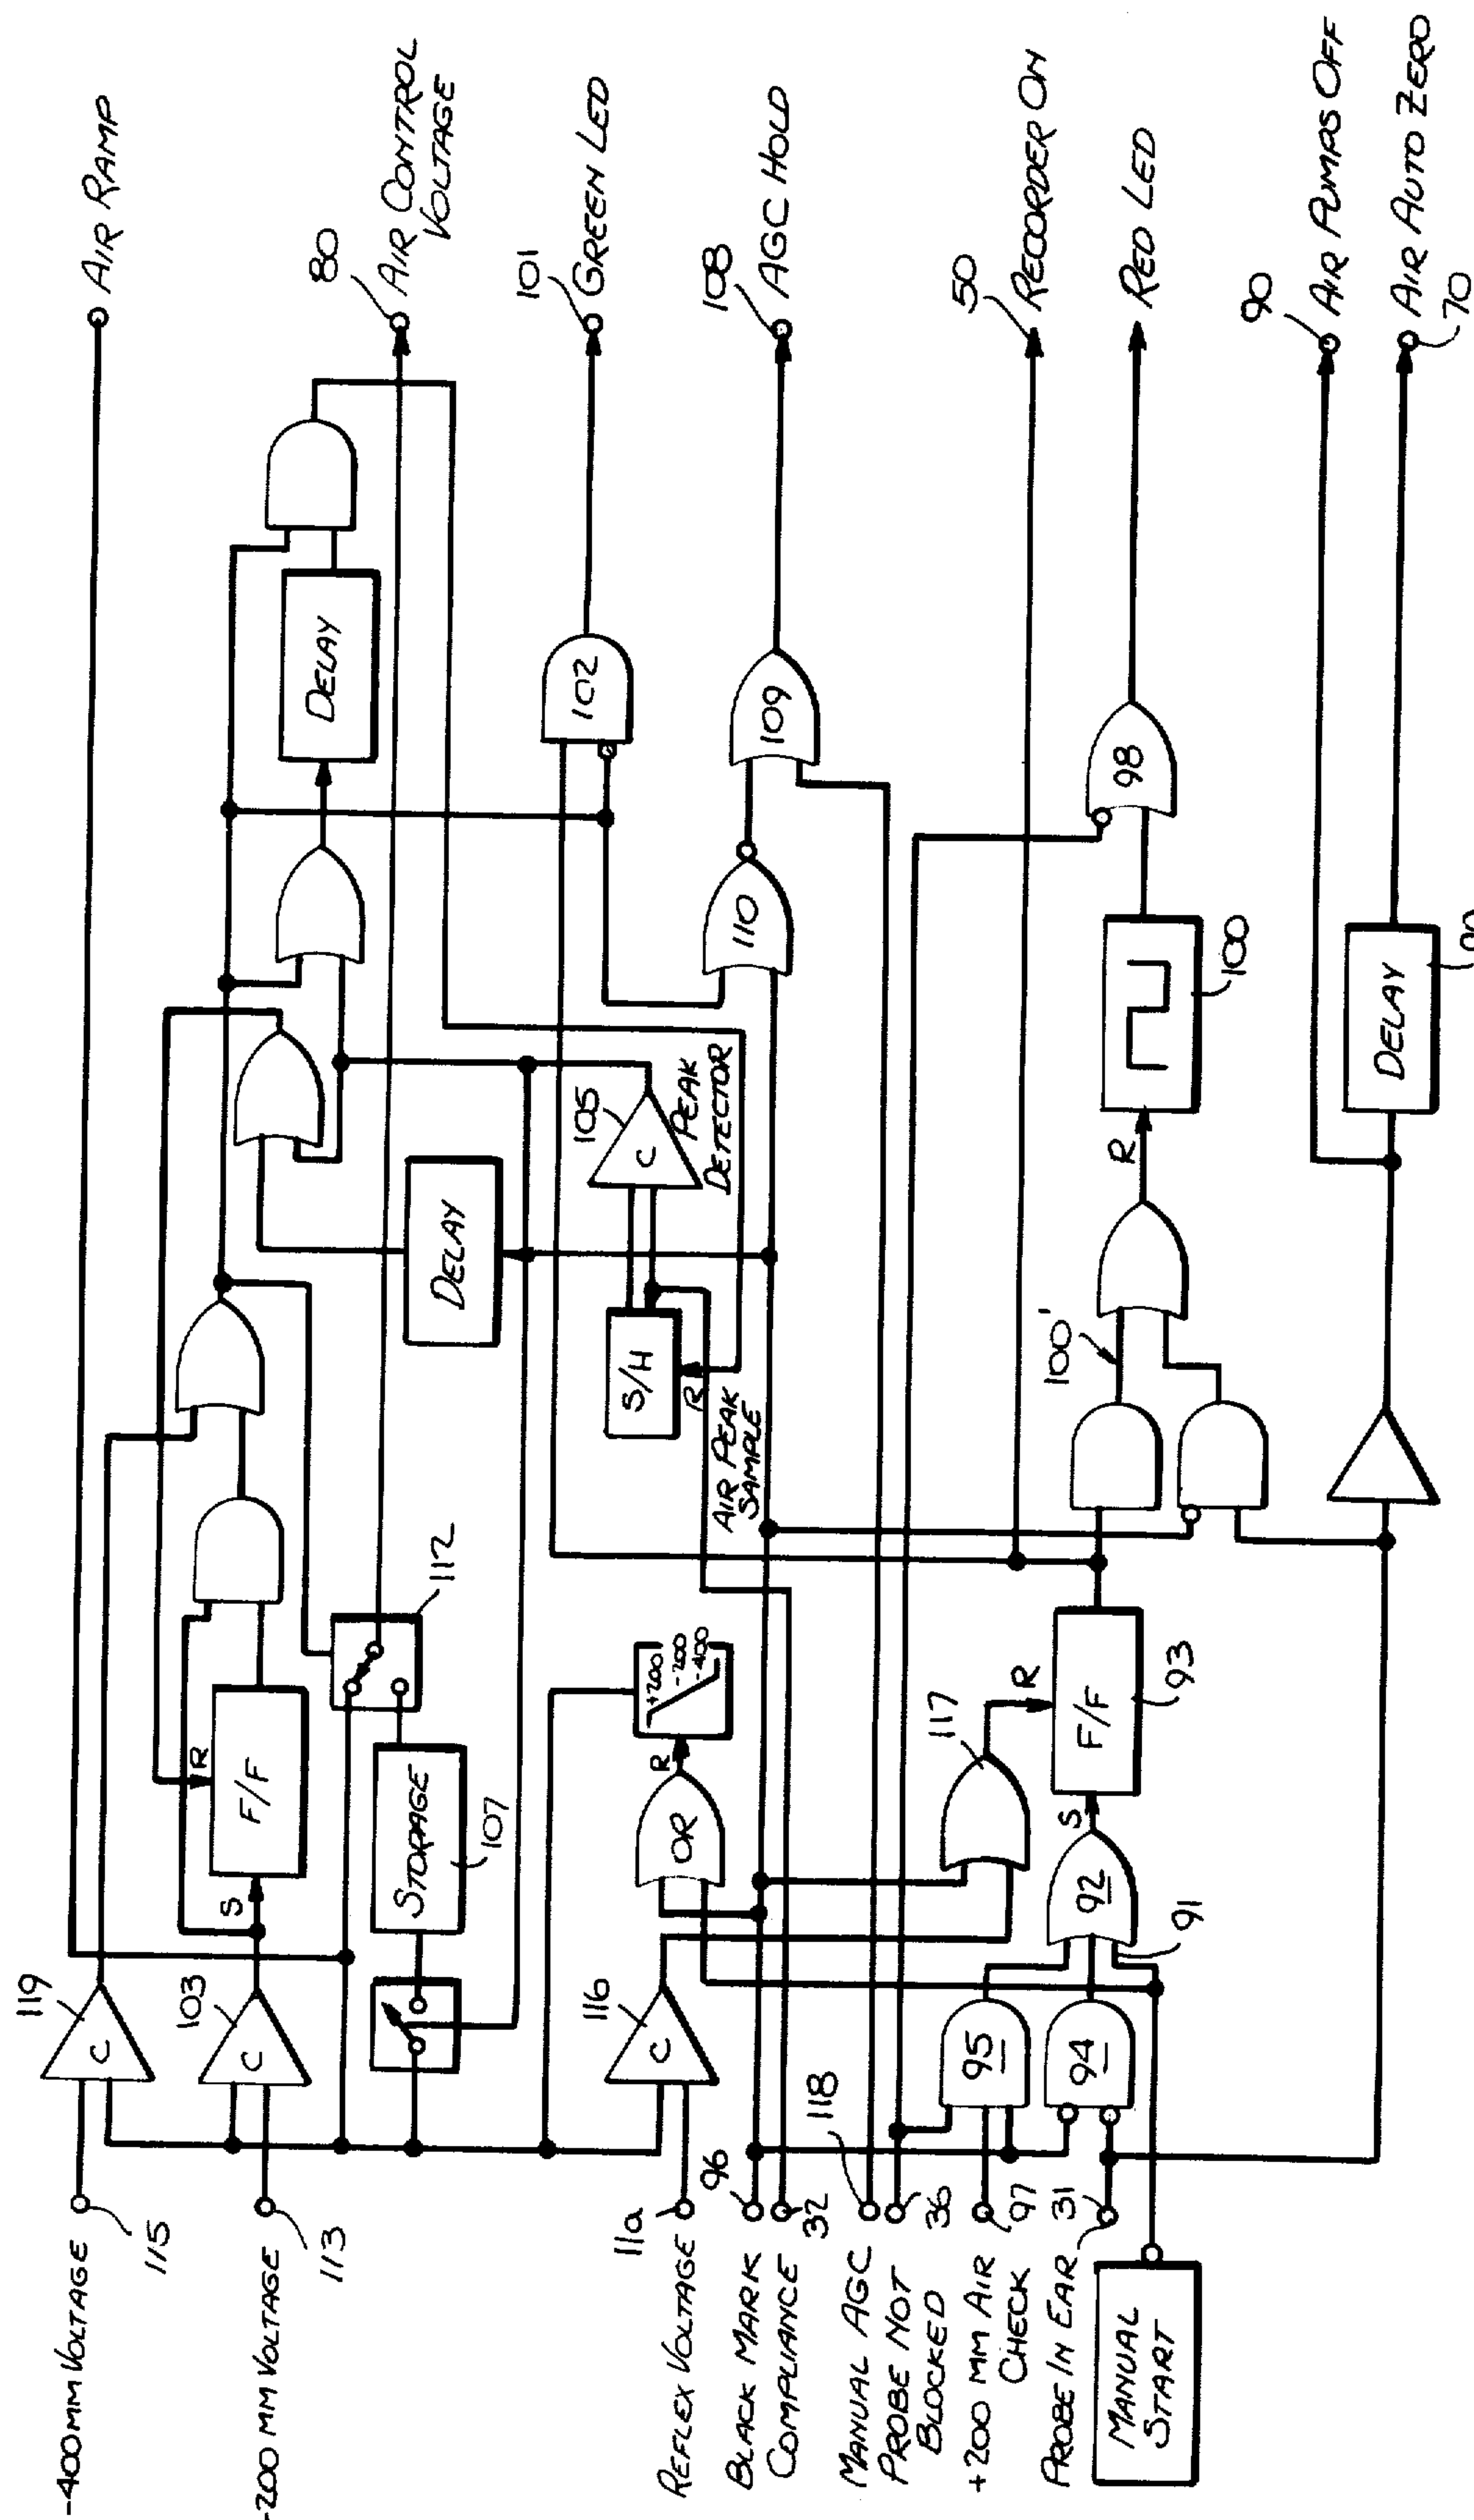 -400MM VOLTAGE
115
-200 MM VOLTAGE
113
REFLEX VOLTAGE
11a
BLACK MARK
96
COMPLIANCE
32
MANUAL AGC
118
PROBE NOT
BLOCKED
36
+200 MM AIR
CHECK
97
PROBE IN EAR
31
MANUAL
START
119
C
103
C
116
C
95
94
91
92
S
F/F
R
STORAGE
107
112
OR
R
+200
-200
-400
117
S
R
F/F
93
S/H
R
AIR PEAK
SAMPLE
DELAY
105
C
PEAK
DETECTOR
100'
R
100
DELAY
110
98
109
102
DELAY
AIR RAMP
80
AIR CONTROL
VOLTAGE
101
GREEN LED
108
AGC HOLD
50
RECORDER ON
RED LED
90
AIR PUMPS OFF
AIR AUTO ZERO
70